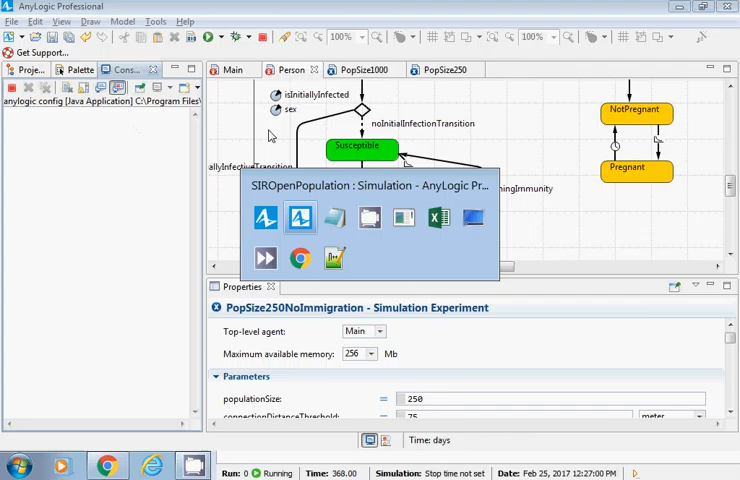 AnyLogic Professional
File Edit View Draw Model Tools Help
100% 100%
Get Support...
Proje... Palette Cons...
Main Person PopSize1000 PopSize250
anylogic config [Java Application] C:\Program Files\
isInitiallyInfected
sex
noInitialInfectionTransition
NotPregnant
Susceptible
allyInfectiveTransition
Pregnant
SIROpenPopulation : Simulation - AnyLogic Pr...
ningImmunity
Properties
PopSize250NoImmigration - Simulation Experiment
Top-level agent: Main
Maximum available memory: 256 Mb
Parameters
populationSize: = 250
connectionDistanceThreshold: = 75 meter
Time: days
Run: 0 Running Time: 368.00 Simulation: Stop time not set Date: Feb 25, 2017 12:27:00 PM